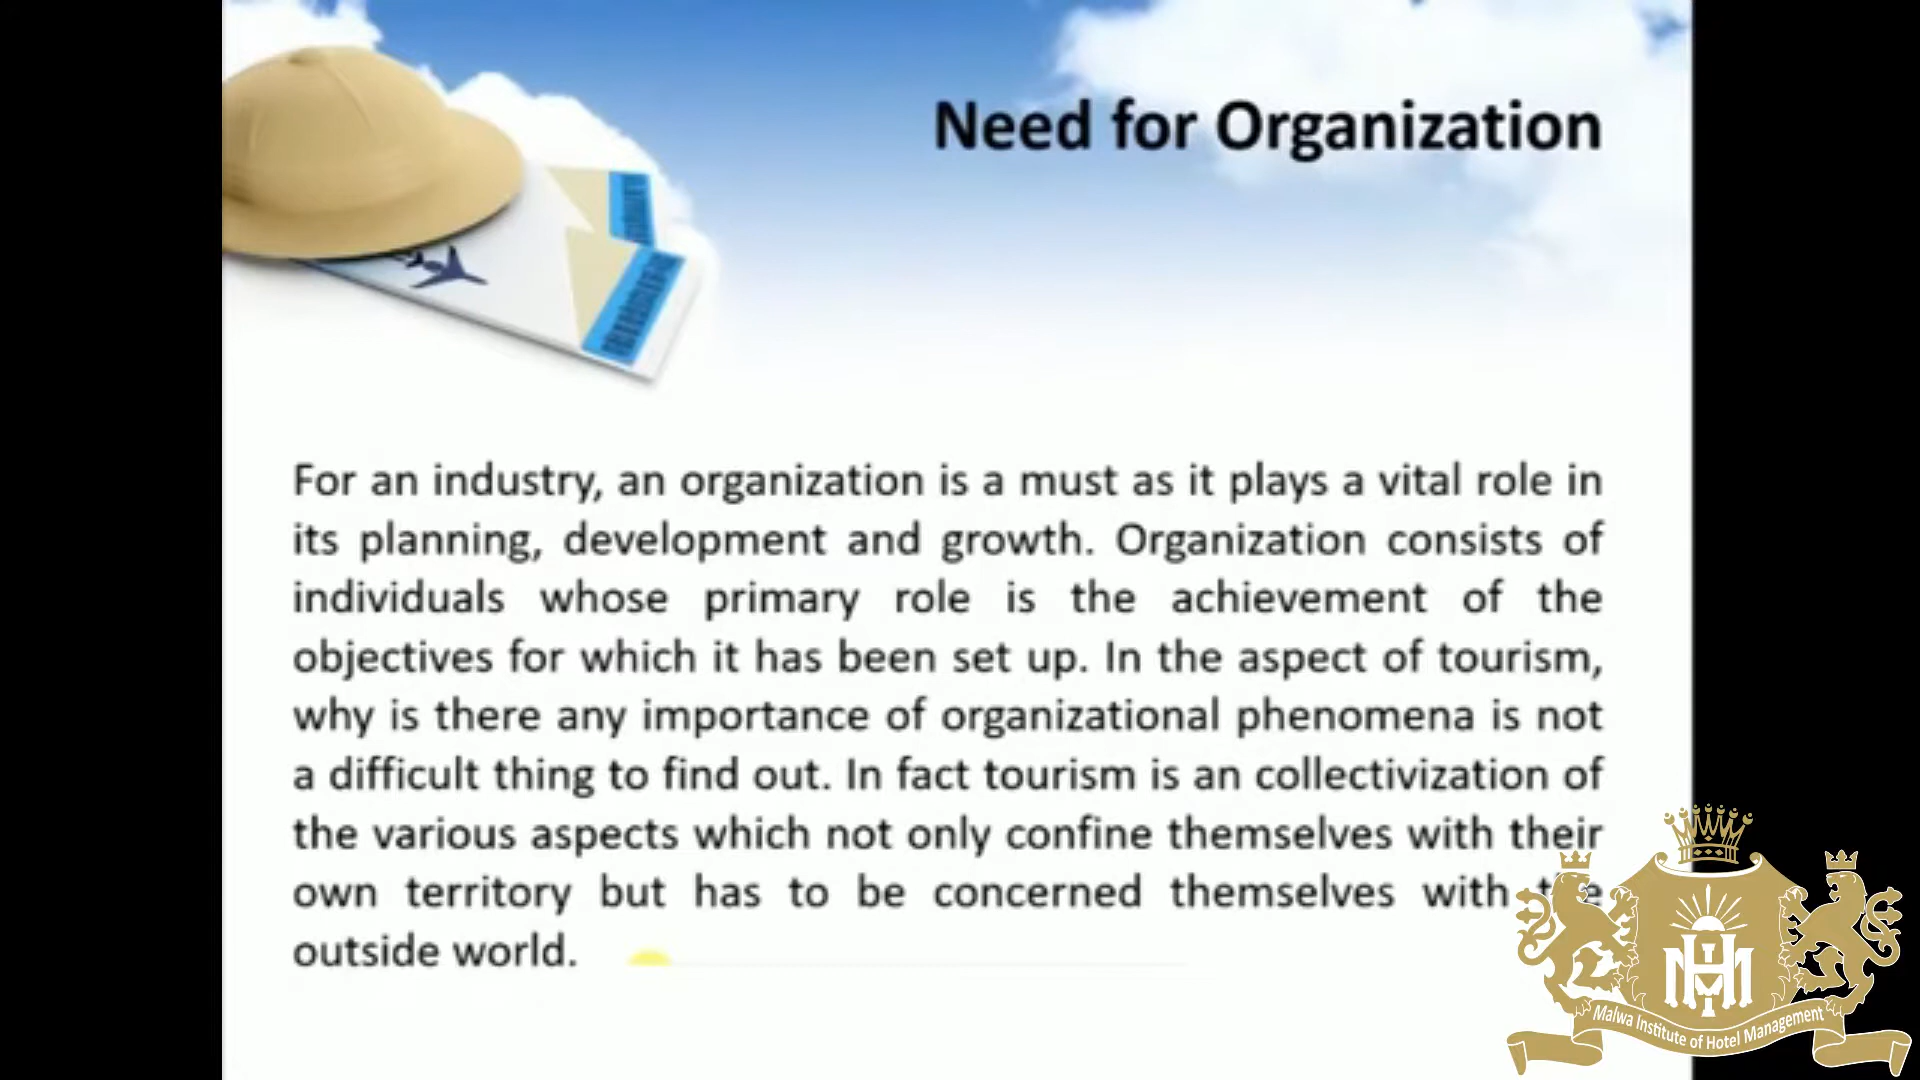 Need for Organization
For an industry, an organization is a must as it plays a vital role in
its planning, development and growth. Organization consists of
individuals whose primary role is the achievement of the
objectives for which it has been set up. In the aspect of tourism,
why is there any importance of organizational phenomena is not
a difficult thing to find out. In fact tourism is an collectivization of
the various aspects which not only confine themselves with their
own territory but has to be concerned themselves with the
outside world.
Malwa Institute of Hotel Management